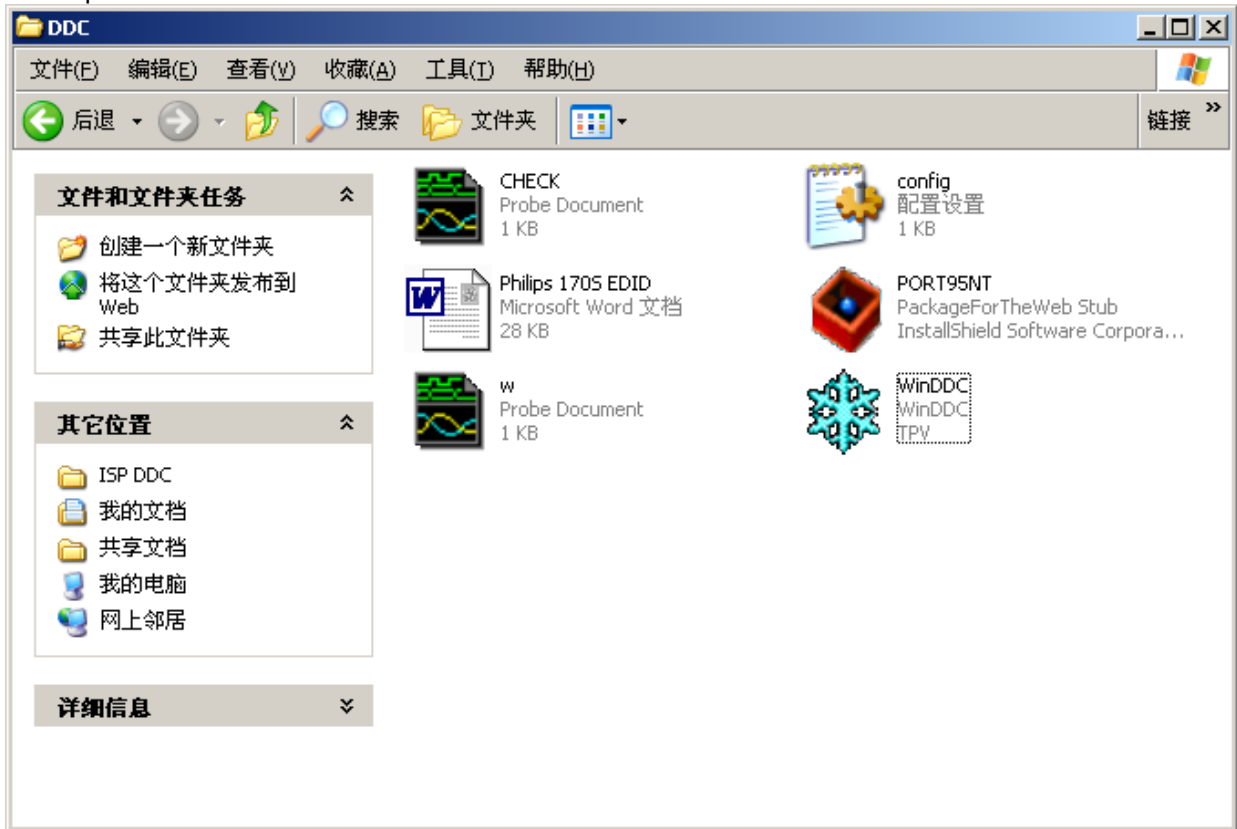 DDC
文件(F) 编辑(E) 查看(V) 收藏(A) 工具(T) 帮助(H)
后退 搜索 文件夹 链接 »
文件和文件夹任务
创建一个新文件夹
将这个文件夹发布到
Web
共享此文件夹
其它位置
ISP DDC
我的文档
共享文档
我的电脑
网上邻居
详细信息
CHECK
Probe Document
1 KB
config
配置设置
1 KB
Philips 170S EDID
Microsoft Word 文档
28 KB
PORT95NT
PackageForTheWeb Stub
InstallShield Software Corpora...
w
Probe Document
1 KB
WinDDC
WinDDC
TPV